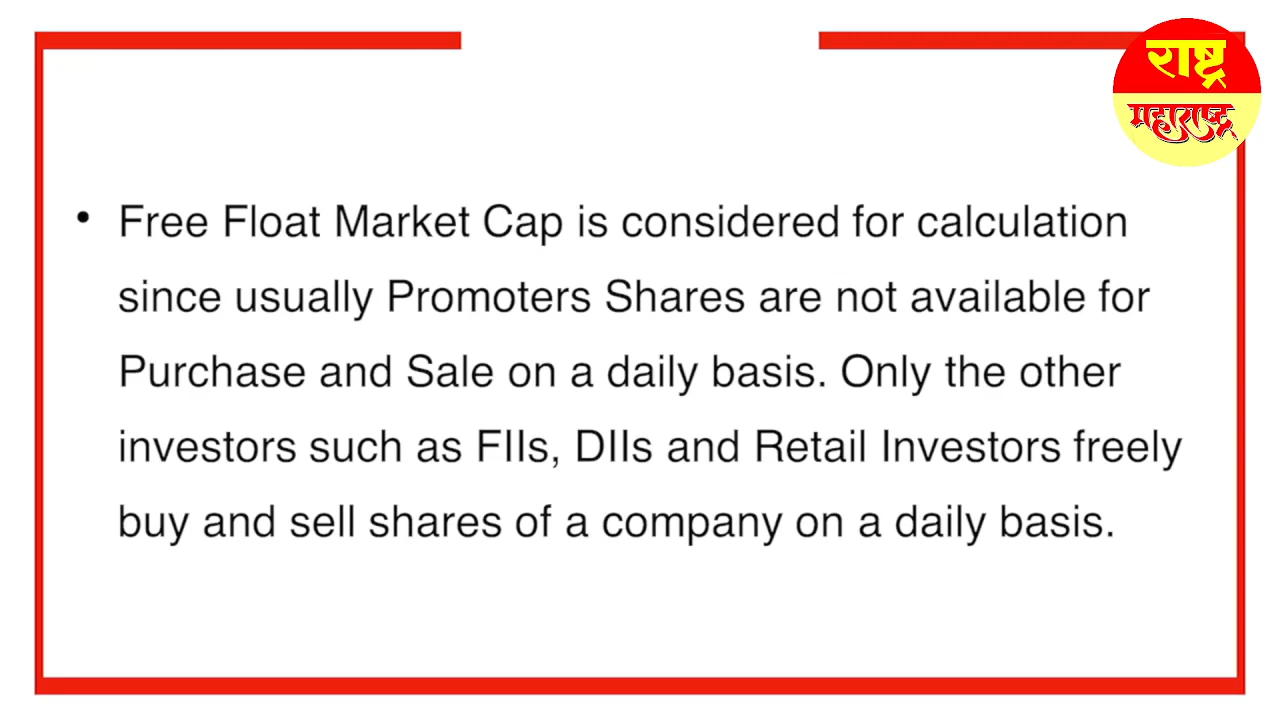 राष्ट्र
महाराष्ट्र
• Free Float Market Cap is considered for calculation
since usually Promoters Shares are not available for
Purchase and Sale on a daily basis. Only the other
investors such as FIIs, DIIs and Retail Investors freely
buy and sell shares of a company on a daily basis.